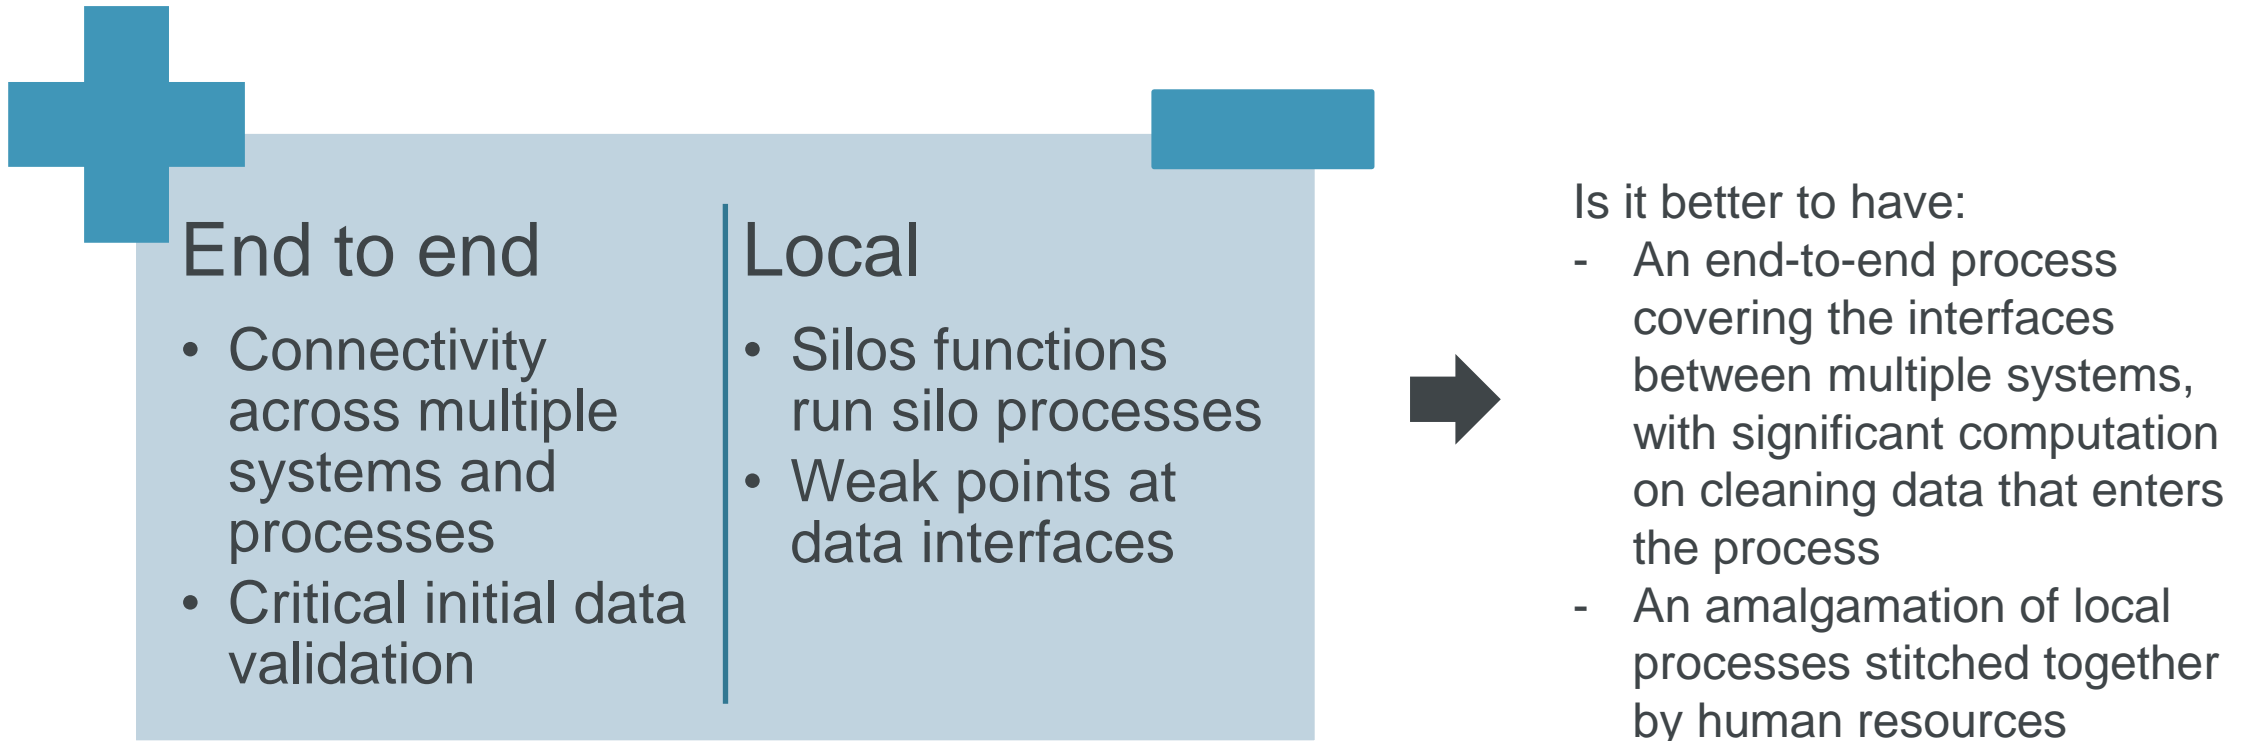 End to end
• Connectivity
across multiple
systems and
processes
• Critical initial data
validation
Local
• Silos functions
run silo processes
• Weak points at
data interfaces
Is it better to have:
- An end-to-end process
covering the interfaces
between multiple systems,
with significant computation
on cleaning data that enters
the process
- An amalgamation of local
processes stitched together
by human resources